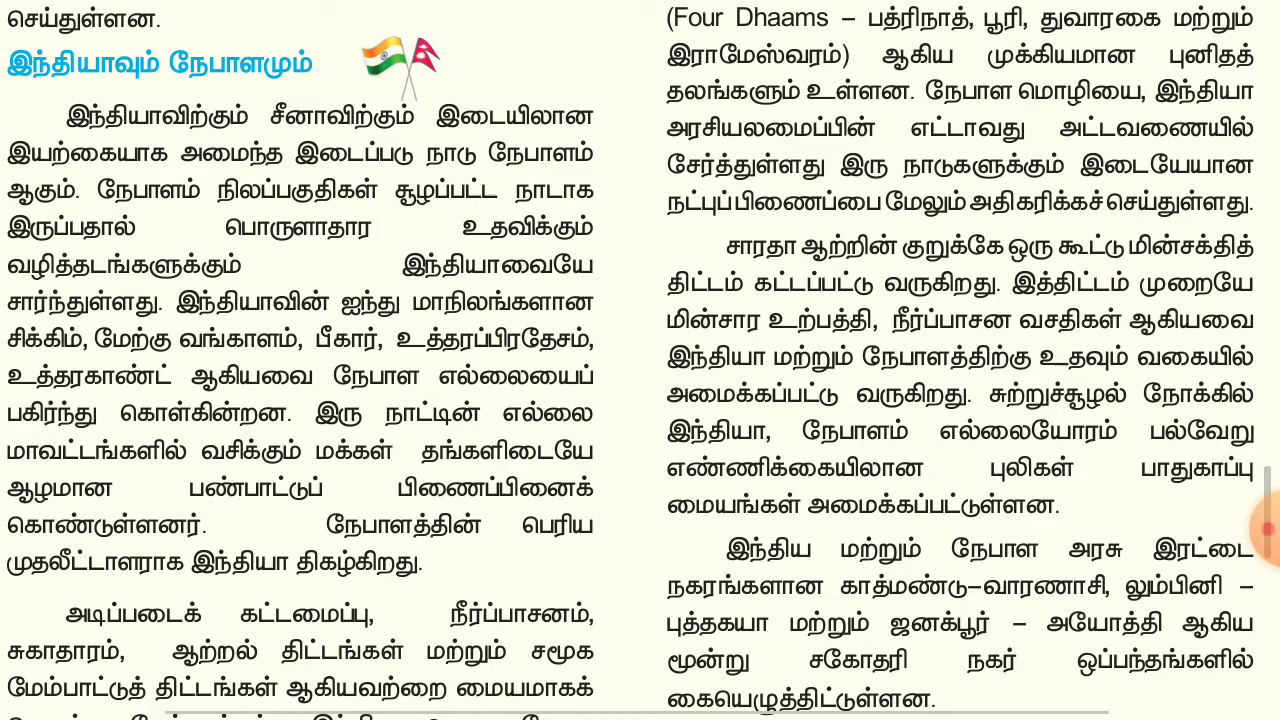 செய்துள்ளன.
இந்தியாவும் நேபாளமும்
இந்தியாவிற்கும் சீனாவிற்கும் இடையிலான
இயற்கையாக அமைந்த இடைப்படு நாடு நேபாளம்
ஆகும். நேபாளம் நிலப்பகுதிகள் சூழப்பட்ட நாடாக
இருப்பதால் பொருளாதார உதவிக்கும்
வழித்தடங்களுக்கும் இந்தியாவையே
சார்ந்துள்ளது. இந்தியாவின் ஐந்து மாநிலங்களான
சிக்கிம், மேற்கு வங்காளம், பீகார், உத்தரப்பிரதேசம்,
உத்தரகாண்ட் ஆகியவை நேபாள எல்லையைப்
பகிர்ந்து கொள்கின்றன. இரு நாட்டின் எல்லை
மாவட்டங்களில் வசிக்கும் மக்கள் தங்களிடையே
ஆழமான பண்பாட்டுப் பிணைப்பினைக்
கொண்டுள்ளனர். நேபாளத்தின் பெரிய
முதலீட்டாளராக இந்தியா திகழ்கிறது.
அடிப்படைக் கட்டமைப்பு, நீர்ப்பாசனம்,
சுகாதாரம், ஆற்றல் திட்டங்கள் மற்றும் சமூக
மேம்பாட்டுத் திட்டங்கள் ஆகியவற்றை மையமாகக்
(Four Dhaams – பத்ரிநாத், பூரி, துவாரகை மற்றும்
இராமேஸ்வரம்) ஆகிய முக்கியமான புனிதத்
தலங்களும் உள்ளன. நேபாள மொழியை, இந்தியா
அரசியலமைப்பின் எட்டாவது அட்டவணையில்
சேர்த்துள்ளது இரு நாடுகளுக்கும் இடையேயான
நட்புப் பிணைப்பை மேலும் அதிகரிக்கச் செய்துள்ளது.
சாரதா ஆற்றின் குறுக்கே ஒரு கூட்டு மின்சக்தித்
திட்டம் கட்டப்பட்டு வருகிறது. இத்திட்டம் முறையே
மின்சார உற்பத்தி, நீர்ப்பாசன வசதிகள் ஆகியவை
இந்தியா மற்றும் நேபாளத்திற்கு உதவும் வகையில்
அமைக்கப்பட்டு வருகிறது. சுற்றுச்சூழல் நோக்கில்
இந்தியா, நேபாளம் எல்லையோரம் பல்வேறு
எண்ணிக்கையிலான புலிகள் பாதுகாப்பு
மையங்கள் அமைக்கப்பட்டுள்ளன.
இந்திய மற்றும் நேபாள அரசு இரட்டை
நகரங்களான காத்மண்டு–வாரணாசி, லும்பினி –
புத்தகயா மற்றும் ஜனக்பூர் – அயோத்தி ஆகிய
மூன்று சகோதரி நகர் ஒப்பந்தங்களில்
கையெழுத்திட்டுள்ளன.